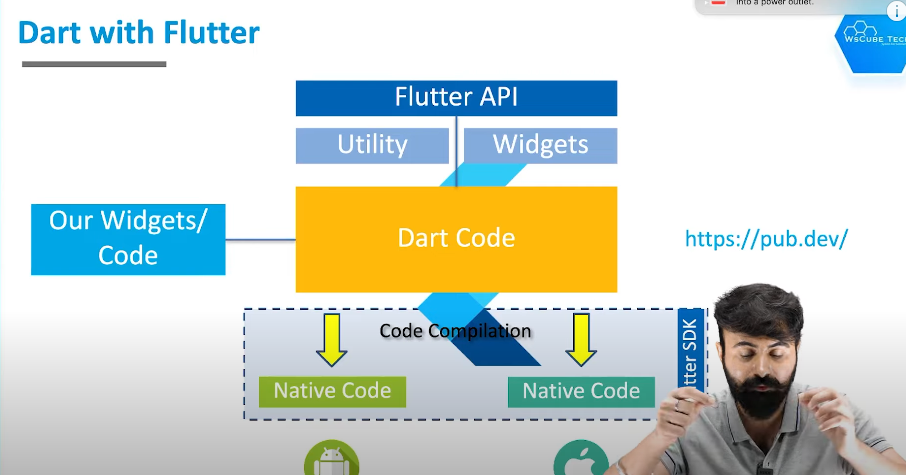 into a power outlet.
Dart with Flutter
WsCube Tech
Flutter API
Utility
Widgets
Our Widgets/
Code
Dart Code
https://pub.dev/
Code Compilation
Native Code
Native Code
tter SDK